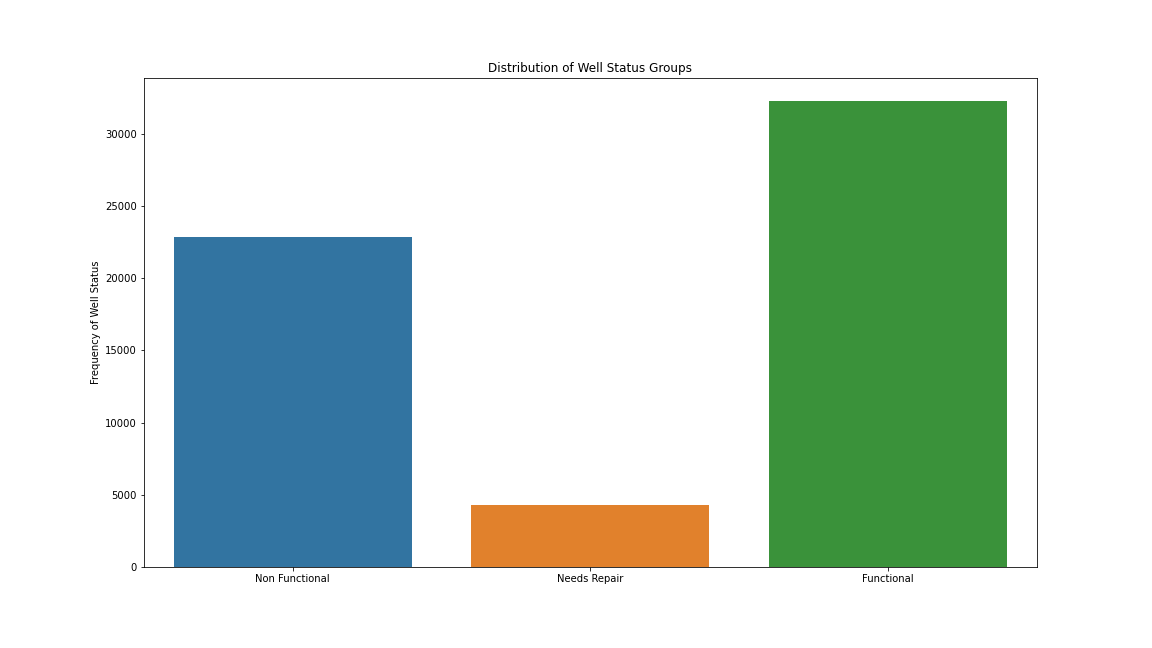 Distribution of Well Status Groups
Frequency of Well Status
30000
25000
20000
15000
10000
5000
0
Non Functional
Needs Repair
Functional